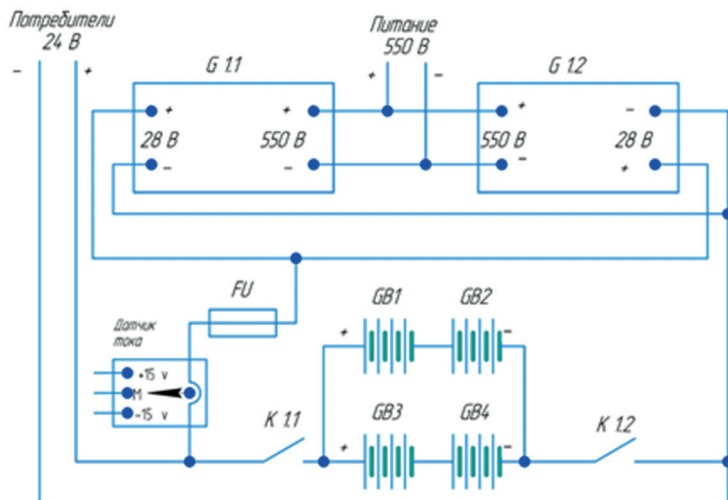 Потребители
24 В
Питание
550 В
– +
+ –
G 1.1
G 1.2
+ +
28 В 550 В
– –
+ –
550 В 28 В
– +
FU
GB1 GB2
+ –
Датчик
тока
+15 v
М
–15 v
К 1.1
GB3 GB4
+ –
К 1.2